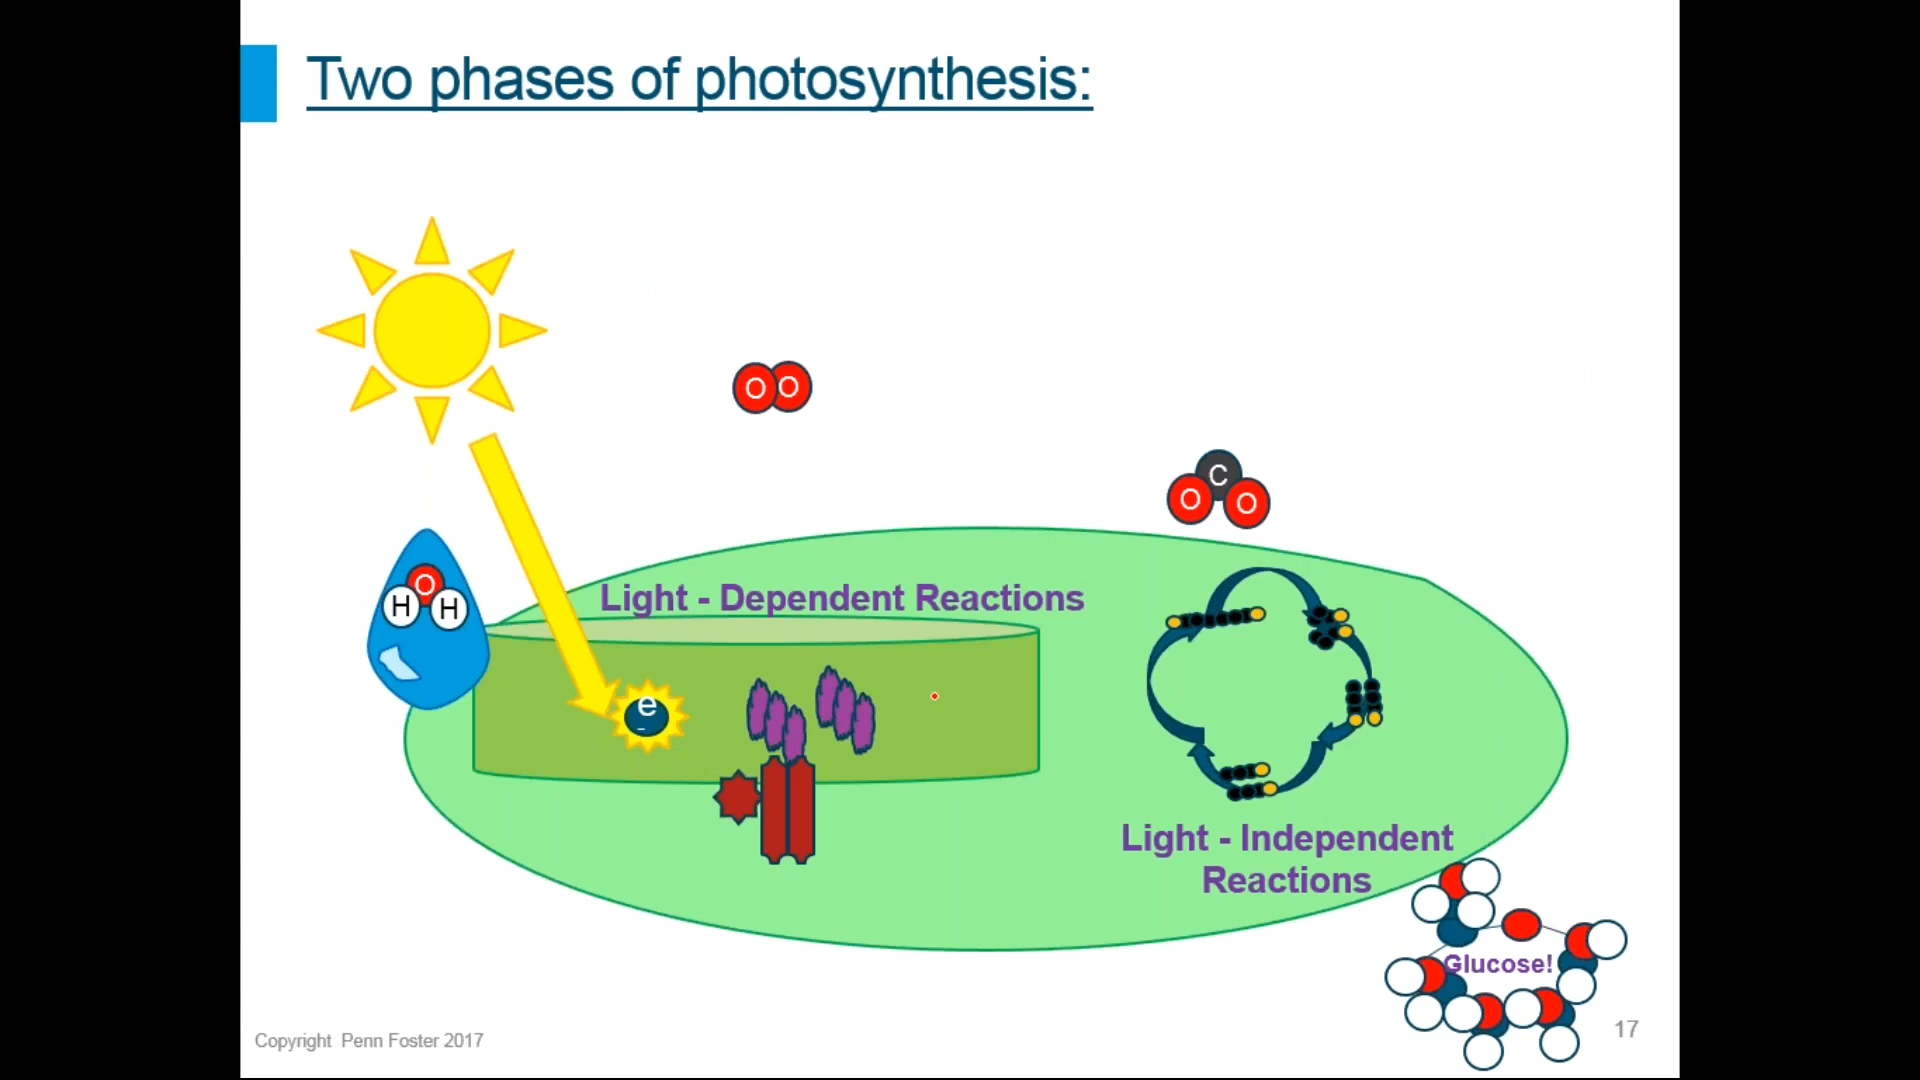 Two phases of photosynthesis:
O O
C
O O
O
H H
Light - Dependent Reactions
e
-
Light - Independent
Reactions
Glucose!
17
Copyright Penn Foster 2017